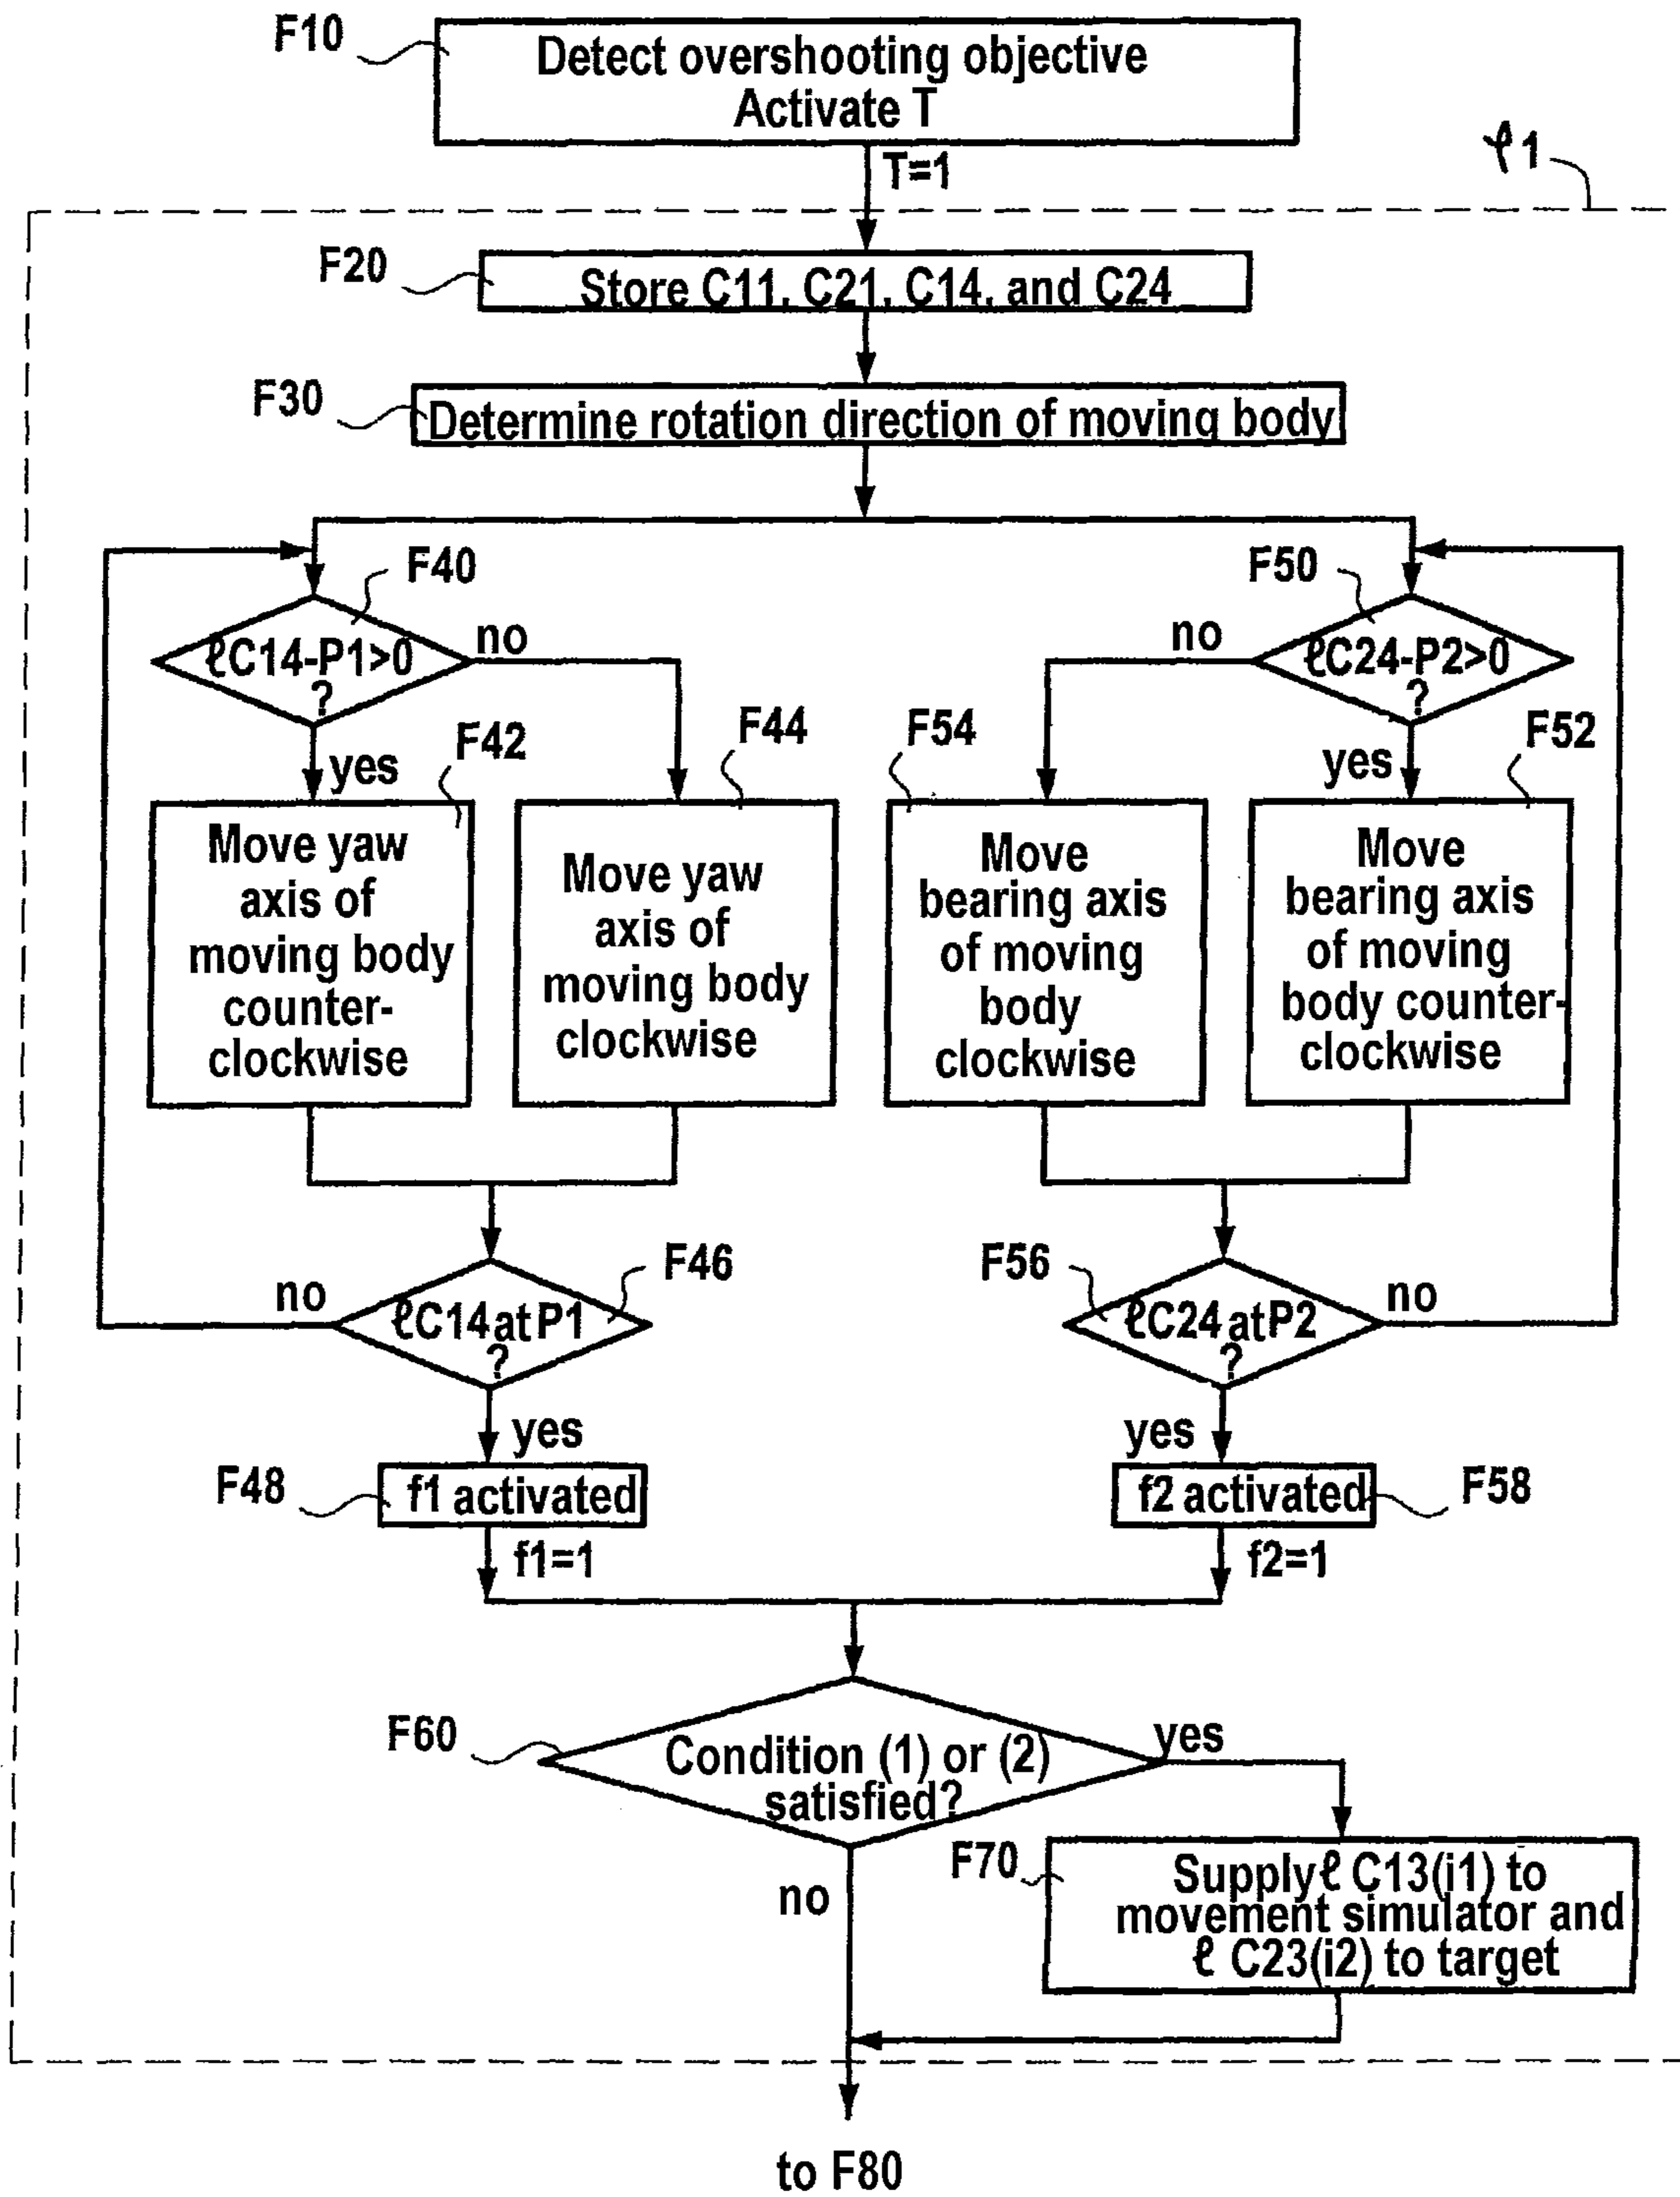 F10
Detect overshooting objective
Activate T
T=1
φ1
F20
Store C11, C21, C14, and C24
F30
Determine rotation direction of moving body
F40
ℓC14-P1>0
?
no
yes
F50
ℓC24-P2>0
?
no
yes
F42
Move yaw
axis of
moving body
counter-
clockwise
F44
Move yaw
axis of
moving body
clockwise
F54
Move
bearing axis
of moving
body
clockwise
F52
Move
bearing axis
of moving
body counter-
clockwise
F46
ℓC14 at P1
?
no
yes
F56
ℓC24 at P2
?
no
yes
F48
f1 activated
f1=1
F58
f2 activated
f2=1
F60
Condition (1) or (2)
satisfied?
yes
no
F70
Supply ℓ C13(i1) to
movement simulator and
ℓ C23(i2) to target
to F80